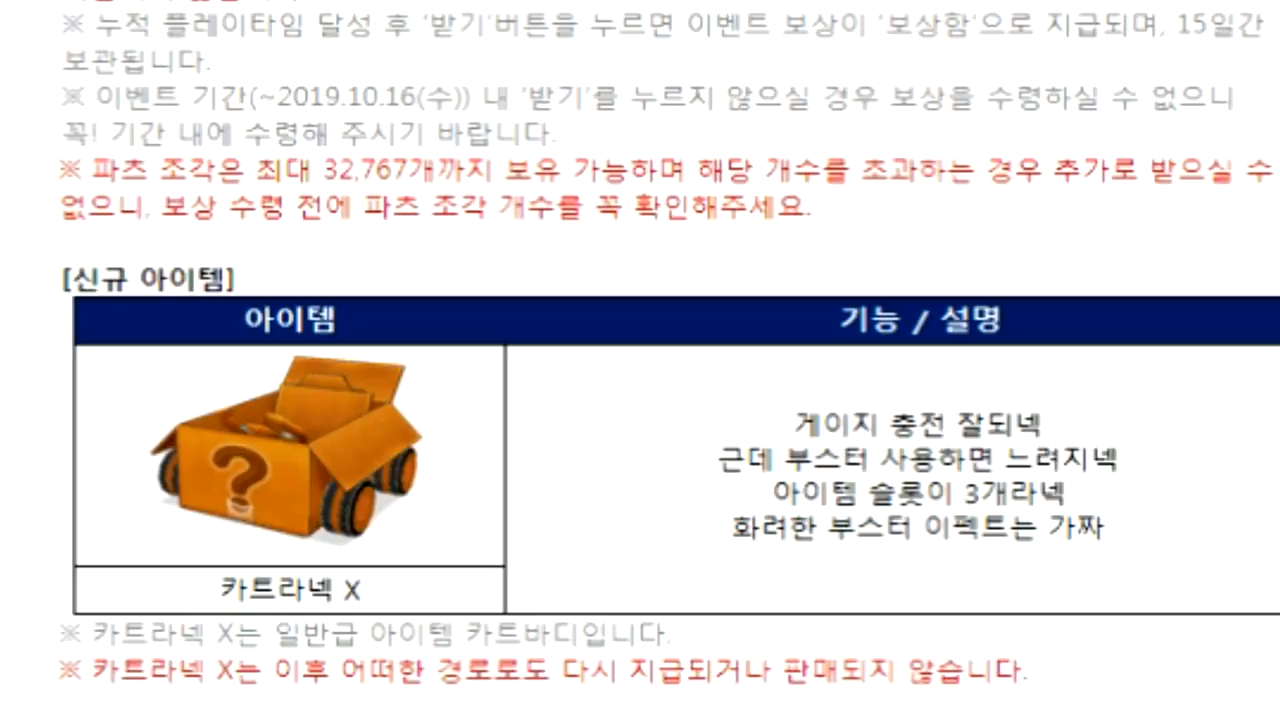 ※ 누적 플레이타임 달성 후 '받기'버튼을 누르면 이벤트 보상이 '보상함'으로 지급되며, 15일간
보관됩니다.
※ 이벤트 기간(~2019.10.16(수)) 내 '받기'를 누르지 않으실 경우 보상을 수령하실 수 없으니
꼭! 기간 내에 수령해 주시기 바랍니다.
※ 파츠 조각은 최대 32,767개까지 보유 가능하며 해당 개수를 초과하는 경우 추가로 받으실 수
없으니, 보상 수령 전에 파츠 조각 개수를 꼭 확인해주세요.
[신규 아이템]
아이템
기능 / 설명
?
게이지 충전 잘되넥
근데 부스터 사용하면 느려지넥
아이템 슬롯이 3개라넥
화려한 부스터 이펙트는 가짜
카트라넥 X
※ 카트라넥 X는 일반급 아이템 카트바디입니다.
※ 카트라넥 X는 이후 어떠한 경로로도 다시 지급되거나 판매되지 않습니다.